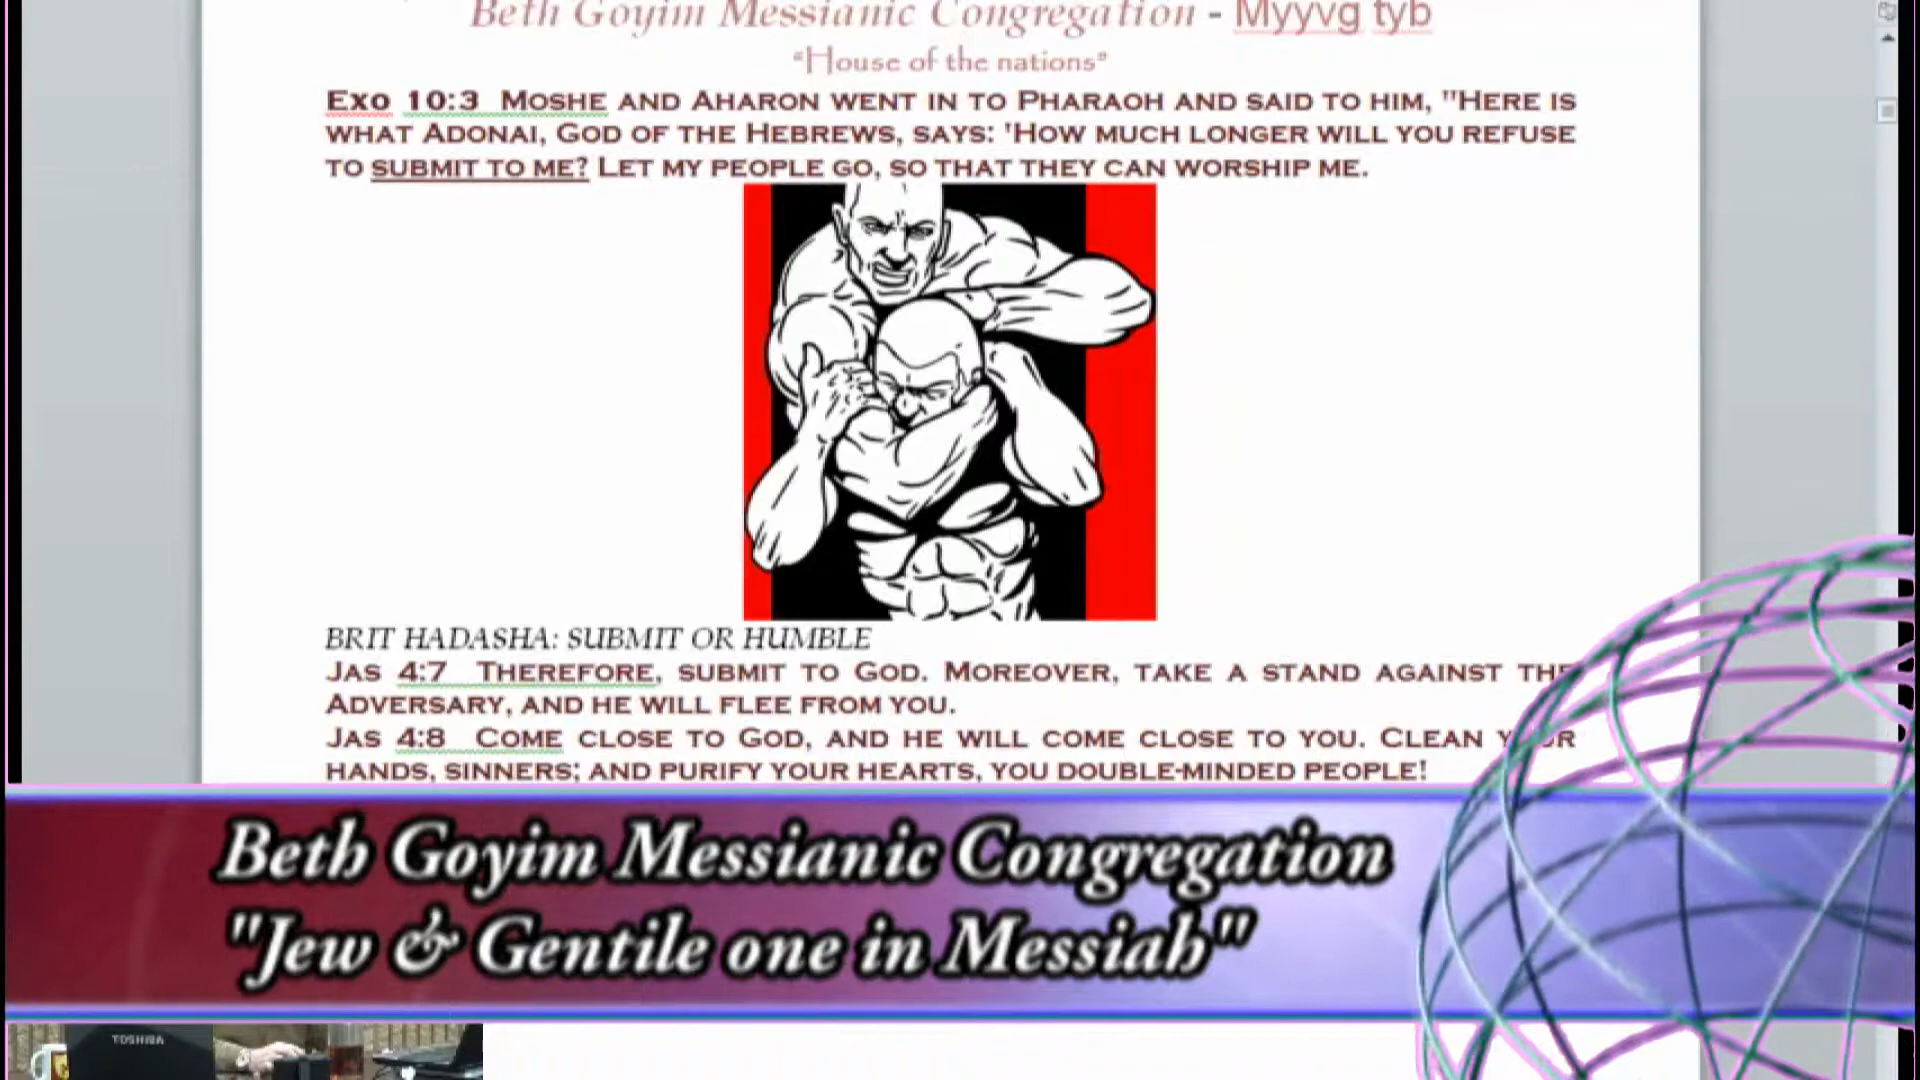 Beth Goyim Messianic Congregation - Myyvg tyb
“House of the nations”
Exo 10:3 Moshe and Aharon went in to Pharaoh and said to him, "Here is
what Adonai, God of the Hebrews, says: 'How much longer will you refuse
to submit to me? Let my people go, so that they can worship me.
BRIT HADASHA: SUBMIT OR HUMBLE
Jas 4:7 Therefore, submit to God. Moreover, take a stand against the
Adversary, and he will flee from you.
Jas 4:8 Come close to God, and he will come close to you. Clean your
hands, sinners; and purify your hearts, you double-minded people!
Beth Goyim Messianic Congregation
"Jew & Gentile one in Messiah"
TOSHIBA